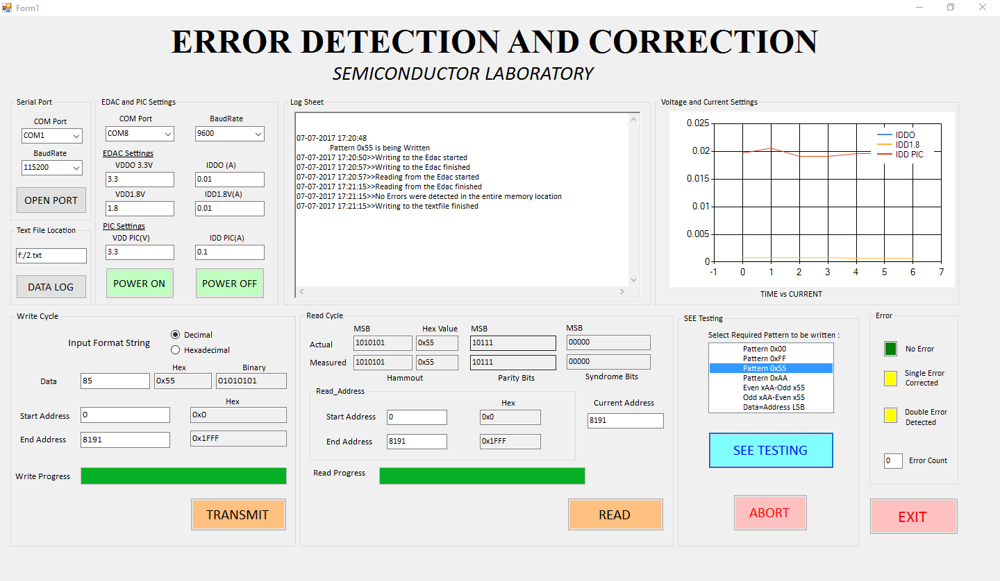 Form1
ERROR DETECTION AND CORRECTION
SEMICONDUCTOR LABORATORY
Serial Port
COM Port
COM1
BaudRate
115200
OPEN PORT
Text File Location
f:/2.txt
DATA LOG
EDAC and PIC Settings
COM Port BaudRate
COM8 9600
EDAC Settings
VDDO 3.3V IDDO (A)
3.3 0.01
VDD1.8V IDD1.8V(A)
1.8 0.01
PIC Settings
VDD PIC(V) IDD PIC(A)
3.3 0.1
POWER ON POWER OFF
Log Sheet
07-07-2017 17:20:48
Pattern 0x55 is being Written
07-07-2017 17:20:50>>Writing to the Edac started
07-07-2017 17:20:57>>Writing to the Edac finished
07-07-2017 17:20:57>>Reading from the Edac started
07-07-2017 17:21:15>>Reading from the Edac finished
07-07-2017 17:21:15>>No Errors were detected in the entire memory location
07-07-2017 17:21:15>>Writing to the textfile finished
Voltage and Current Settings
0.025
0.02
0.015
0.01
0.005
0
-1 0 1 2 3 4 5 6 7
IDDO
IDD1.8
IDD PIC
TIME vs CURRENT
Write Cycle
Input Format String
Decimal
Hexadecimal
Hex Binary
Data 85 0x55 01010101
Hex
Start Address 0 0x0
End Address 8191 0x1FFF
Write Progress
TRANSMIT
Read Cycle
MSB Hex Value MSB MSB
Actual 1010101 0x55 10111 00000
Measured 1010101 0x55 10111 00000
Hammout Parity Bits Syndrome Bits
Read_Address
Hex
Start Address 0 0x0
End Address 8191 0x1FFF
Current Address
8191
Read Progress
READ
SEE Testing
Select Required Pattern to be written :
Pattern 0x00
Pattern 0xFF
Pattern 0x55
Pattern 0xAA
Even xAA-Odd x55
Odd xAA-Even x55
Data=Address LSB
SEE TESTING
ABORT
Error
No Error
Single Error
Corrected
Double Error
Detected
0 Error Count
EXIT